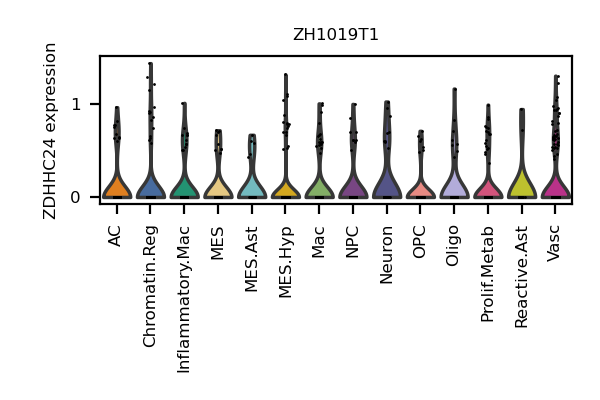 ZH1019T1
ZDHHC24 expression
1
0
AC
Chromatin.Reg
Inflammatory.Mac
MES
MES.Ast
MES.Hyp
Mac
NPC
Neuron
OPC
Oligo
Prolif.Metab
Reactive.Ast
Vasc